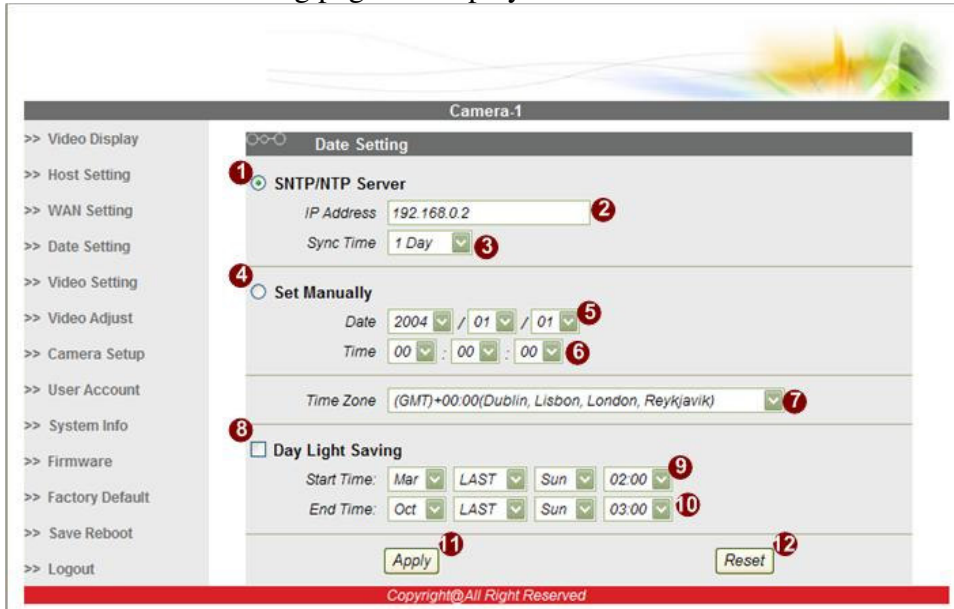 Camera-1
>> Video Display
>> Host Setting
>> WAN Setting
>> Date Setting
>> Video Setting
>> Video Adjust
>> Camera Setup
>> User Account
>> System Info
>> Firmware
>> Factory Default
>> Save Reboot
>> Logout
Date Setting
1 SNTP/NTP Server
IP Address 192.168.0.2 2
Sync Time 1 Day 3
4 Set Manually
Date 2004 / 01 / 01 5
Time 00 : 00 : 00 6
Time Zone (GMT)+00:00(Dublin, Lisbon, London, Reykjavik) 7
8 Day Light Saving
Start Time: Mar LAST Sun 02:00 9
End Time: Oct LAST Sun 03:00 10
Apply 11 Reset 12
Copyright@All Right Reserved